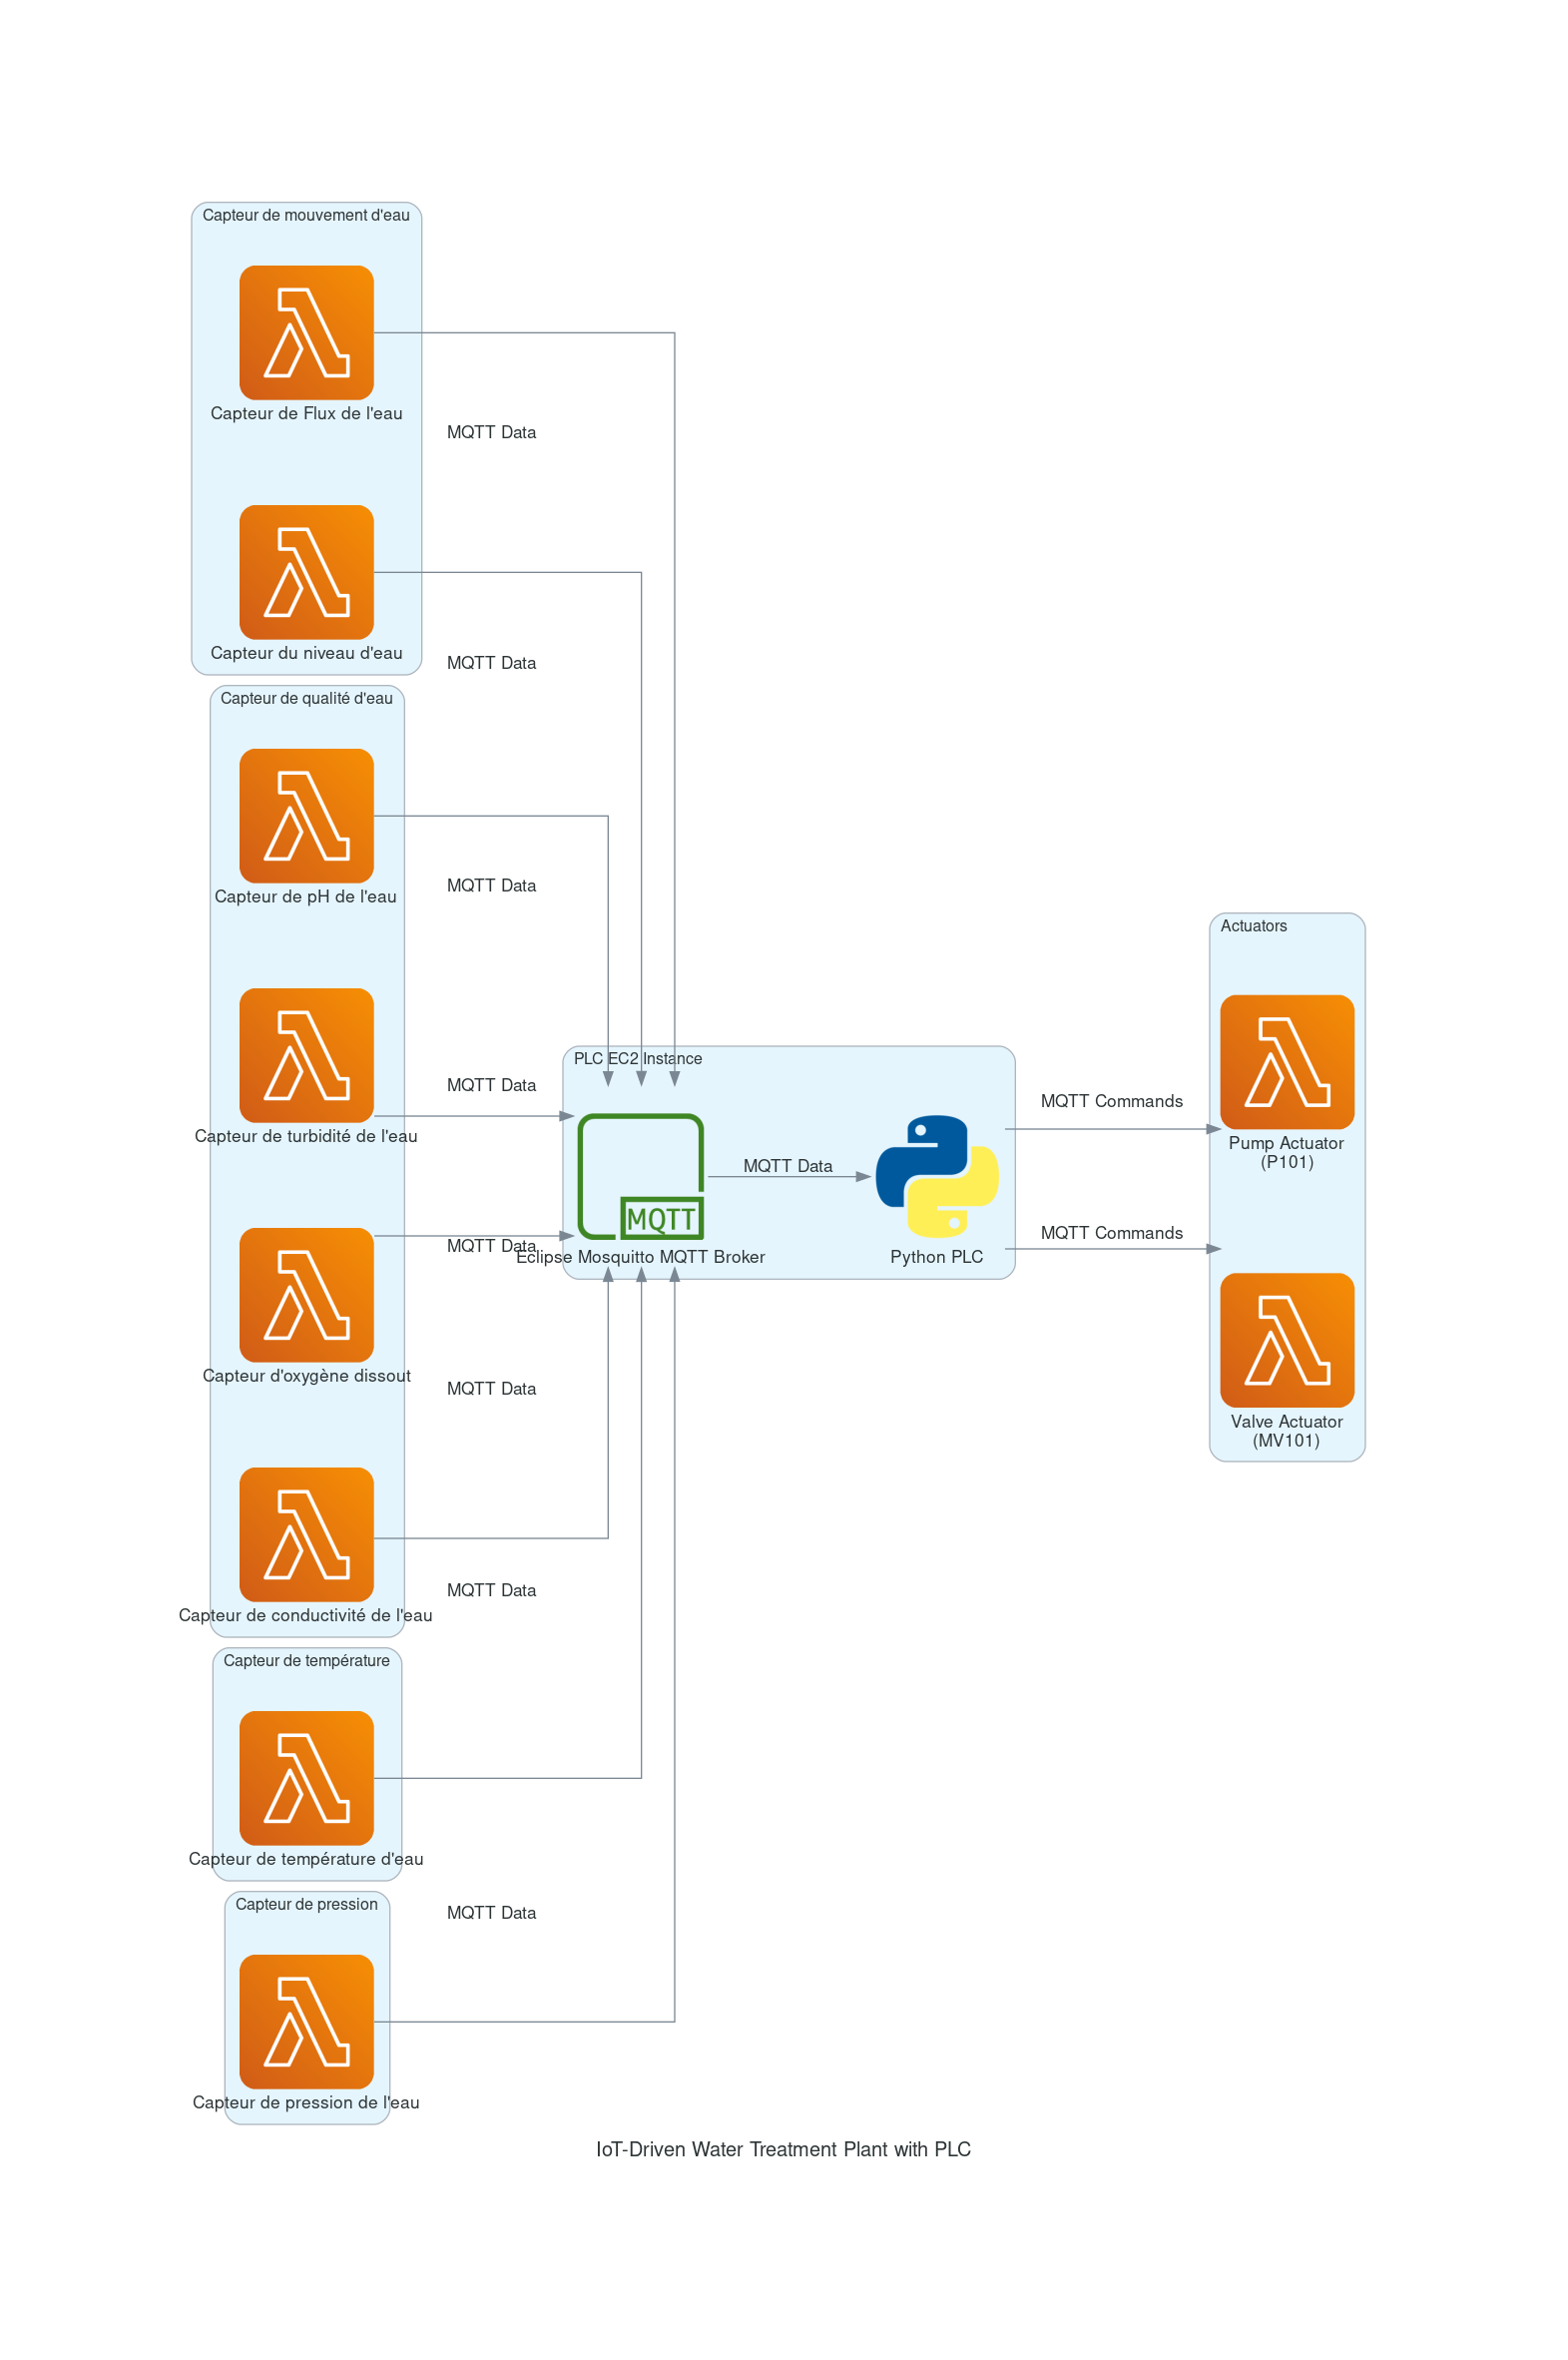 Capteur de mouvement d'eau
Capteur de Flux de l'eau
MQTT Data
Capteur du niveau d'eau
MQTT Data
Capteur de qualité d'eau
Capteur de pH de l'eau
MQTT Data
Capteur de turbidité de l'eau
MQTT Data
Capteur d'oxygène dissout
MQTT Data
MQTT Data
Capteur de conductivité de l'eau
MQTT Data
Capteur de température
Capteur de température d'eau
Capteur de pression
MQTT Data
Capteur de pression de l'eau
PLC EC2 Instance
MQTT
Eclipse Mosquitto MQTT Broker
MQTT Data
Python PLC
MQTT Commands
MQTT Commands
Actuators
Pump Actuator
(P101)
Valve Actuator
(MV101)
IoT-Driven Water Treatment Plant with PLC